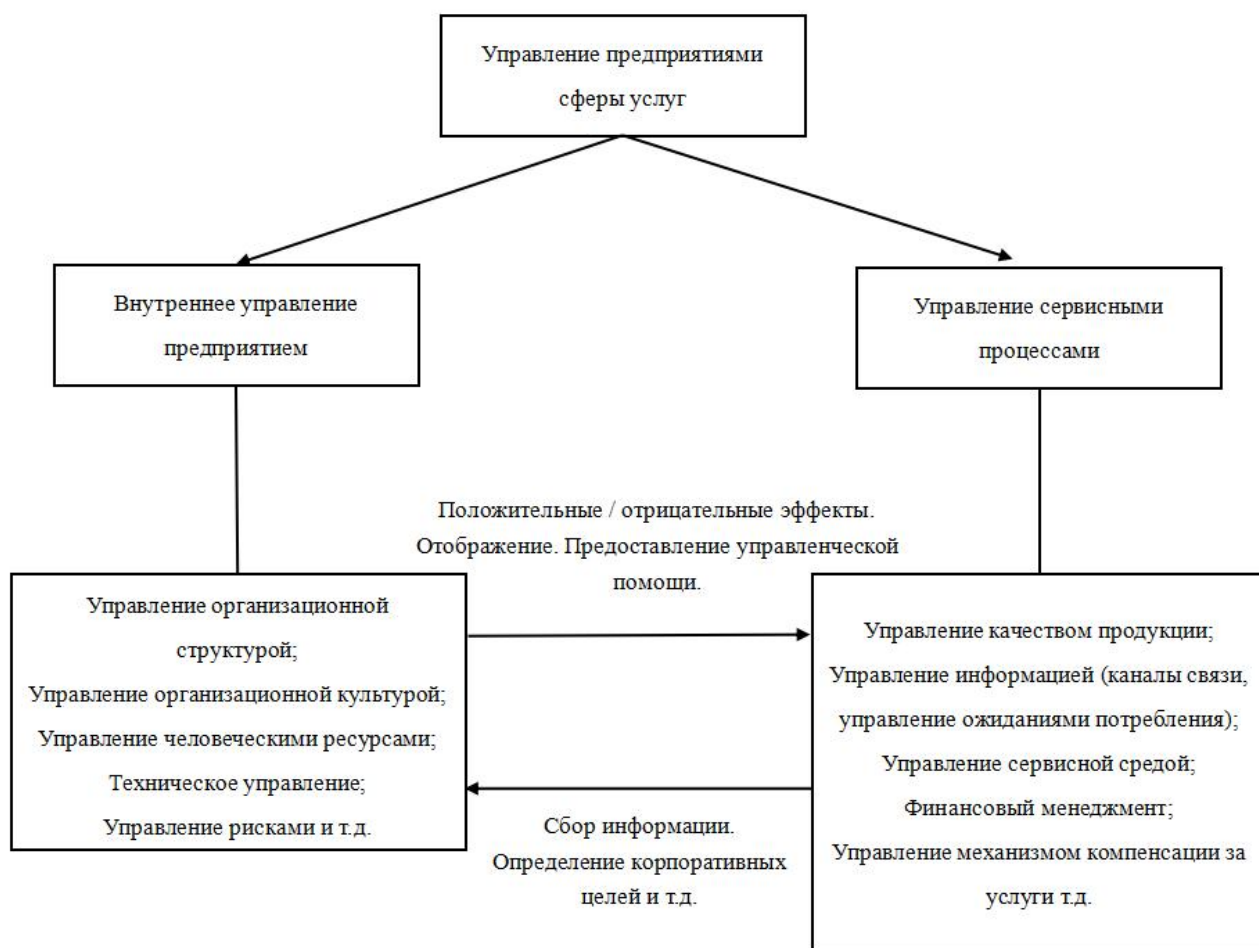 Управление предприятиями
сферы услуг
Внутреннее управление
предприятием
Управление сервисными
процессами
Положительные / отрицательные эффекты.
Отображение. Предоставление управленческой
помощи.
Управление организационной
структурой;
Управление организационной культурой;
Управление человеческими ресурсами;
Техническое управление;
Управление рисками и т.д.
Управление качеством продукции;
Управление информацией (каналы связи,
управление ожиданиями потребления);
Управление сервисной средой;
Финансовый менеджмент;
Управление механизмом компенсации за
услуги т.д.
Сбор информации.
Определение корпоративных
целей и т.д.